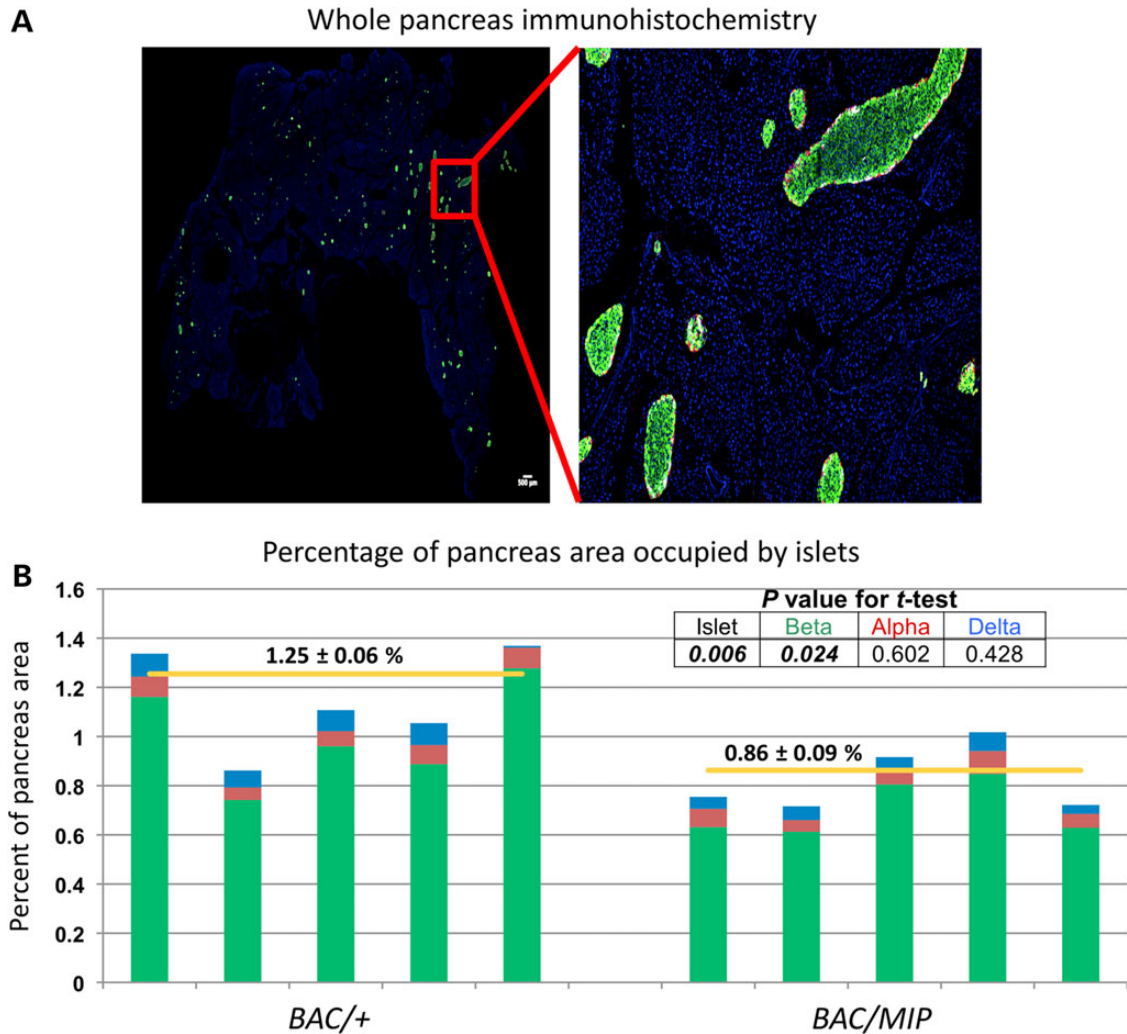 A
Whole pancreas immunohistochemistry
500 µm
Percentage of pancreas area occupied by islets
B
P value for t-test
Islet Beta Alpha Delta
0.006 0.024 0.602 0.428
1.25 ± 0.06 %
0.86 ± 0.09 %
Percent of pancreas area
1.6
1.4
1.2
1
0.8
0.6
0.4
0.2
0
BAC/+ BAC/MIP